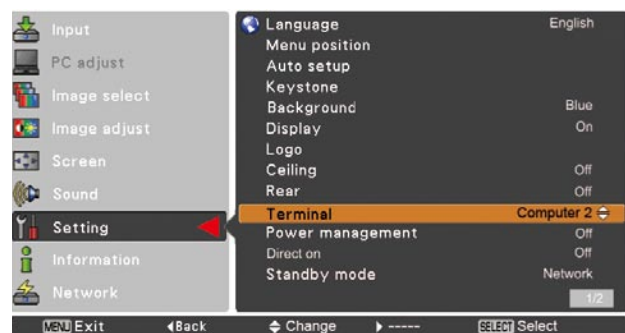 Input
PC adjust
Image select
Image adjust
Screen
Sound
Setting
Information
Network
Language English
Menu position
Auto setup
Keystone
Background Blue
Display On
Logo
Ceiling Off
Rear Off
Terminal Computer 2
Power management Off
Direct on Off
Standby mode Network
1/2
MENU Exit Back Change ----- SELECT Select